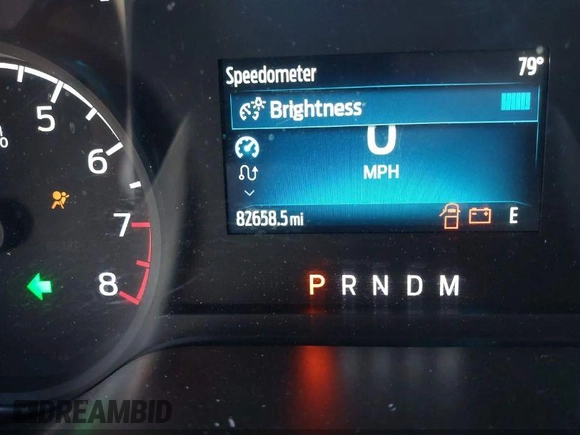 Speedometer 79°
Brightness
0
MPH
82658.5 mi E
5
6
7
8
P R N D M
DREAMBID